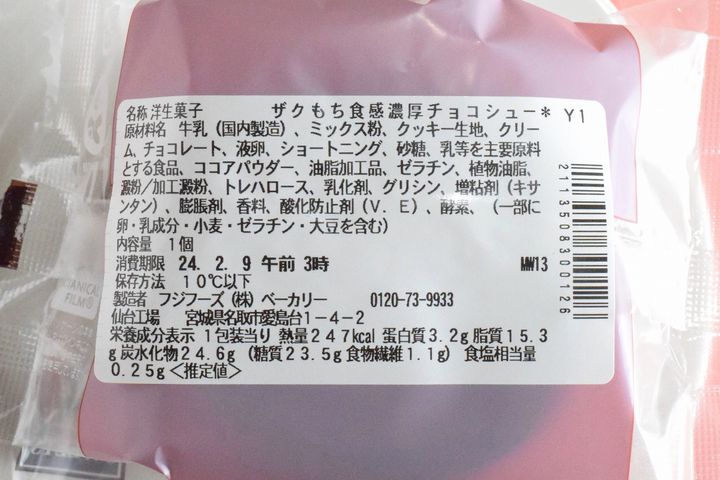 名称 洋生菓子 ザクもち食感濃厚チョコシュー* Y1
原材料名 牛乳（国内製造）、ミックス粉、クッキー生地、クリー
ム、チョコレート、液卵、ショートニング、砂糖、乳等を主要原料
とする食品、ココアパウダー、油脂加工品、ゼラチン、植物油脂、
澱粉／加工澱粉、トレハロース、乳化剤、グリシン、増粘剤（キサ
ンタン）、膨脹剤、香料、酸化防止剤（V．E）、酵素、（一部に
卵・乳成分・小麦・ゼラチン・大豆を含む）
内容量 1個
消費期限 24. 2. 9 午前 3時 MW13
保存方法 10℃以下
製造者 フジフーズ（株）ベーカリー 0120-73-9933
仙台工場 宮城県名取市愛島台1-4-2
栄養成分表示 1包装当り 熱量247kcal 蛋白質3.2g 脂質15.3
g 炭水化物24.6g（糖質23.5g 食物繊維1.1g） 食塩相当量
0.25g＜推定値＞
2113508300126
BOTANICAL
FILM®